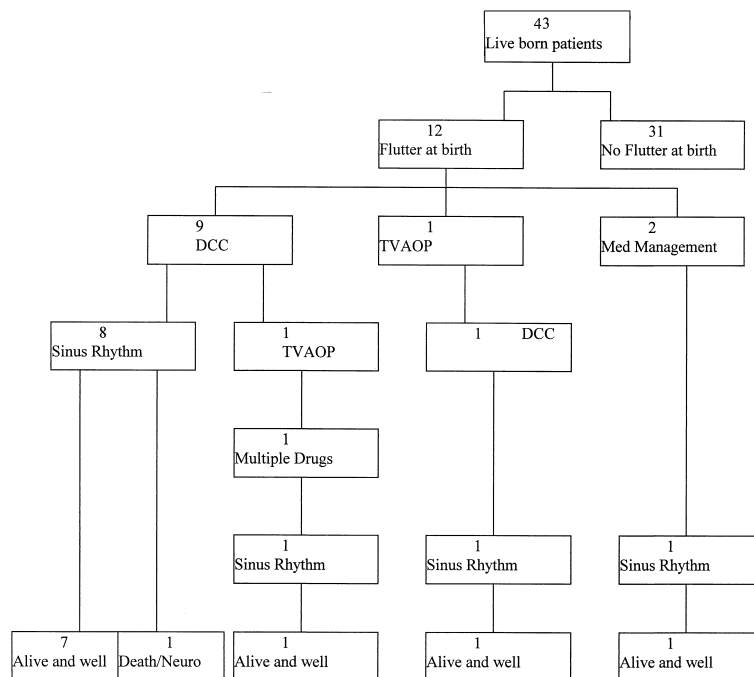 43
Live born patients
12
Flutter at birth
31
No Flutter at birth
9
DCC
1
TVAOP
2
Med Management
8
Sinus Rhythm
1
TVAOP
1 DCC
1
Multiple Drugs
1
Sinus Rhythm
1
Sinus Rhythm
1
Sinus Rhythm
7
Alive and well
1
Death/Neuro
1
Alive and well
1
Alive and well
1
Alive and well